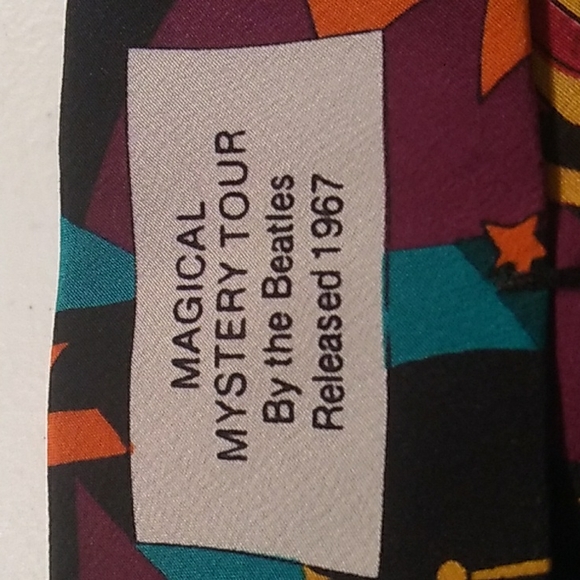 MAGICAL
MYSTERY TOUR
By the Beatles
Released 1967